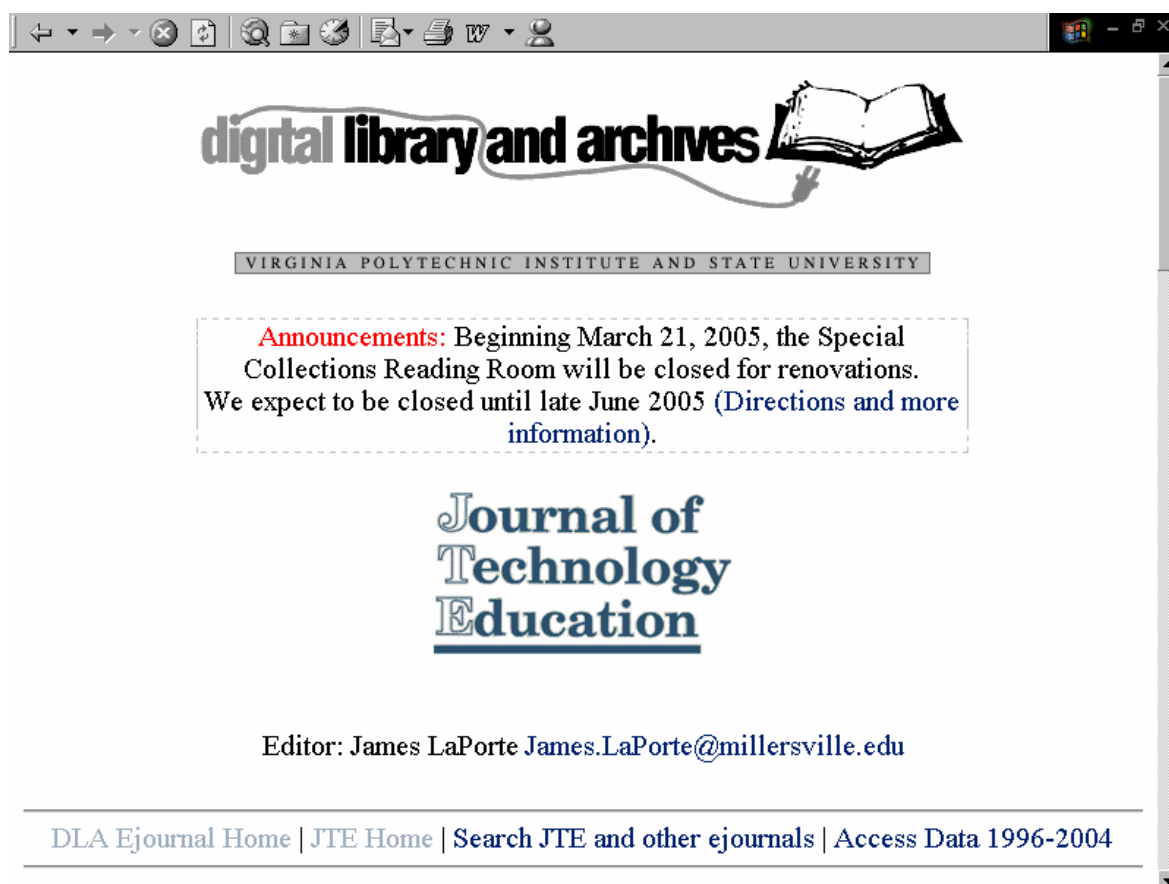 digital library and archives
VIRGINIA POLYTECHNIC INSTITUTE AND STATE UNIVERSITY
Announcements: Beginning March 21, 2005, the Special
Collections Reading Room will be closed for renovations.
We expect to be closed until late June 2005 (Directions and more
information).
Journal of
Technology
Education
Editor: James LaPorte James.LaPorte@millersville.edu
DLA Ejournal Home | JTE Home | Search JTE and other ejournals | Access Data 1996-2004